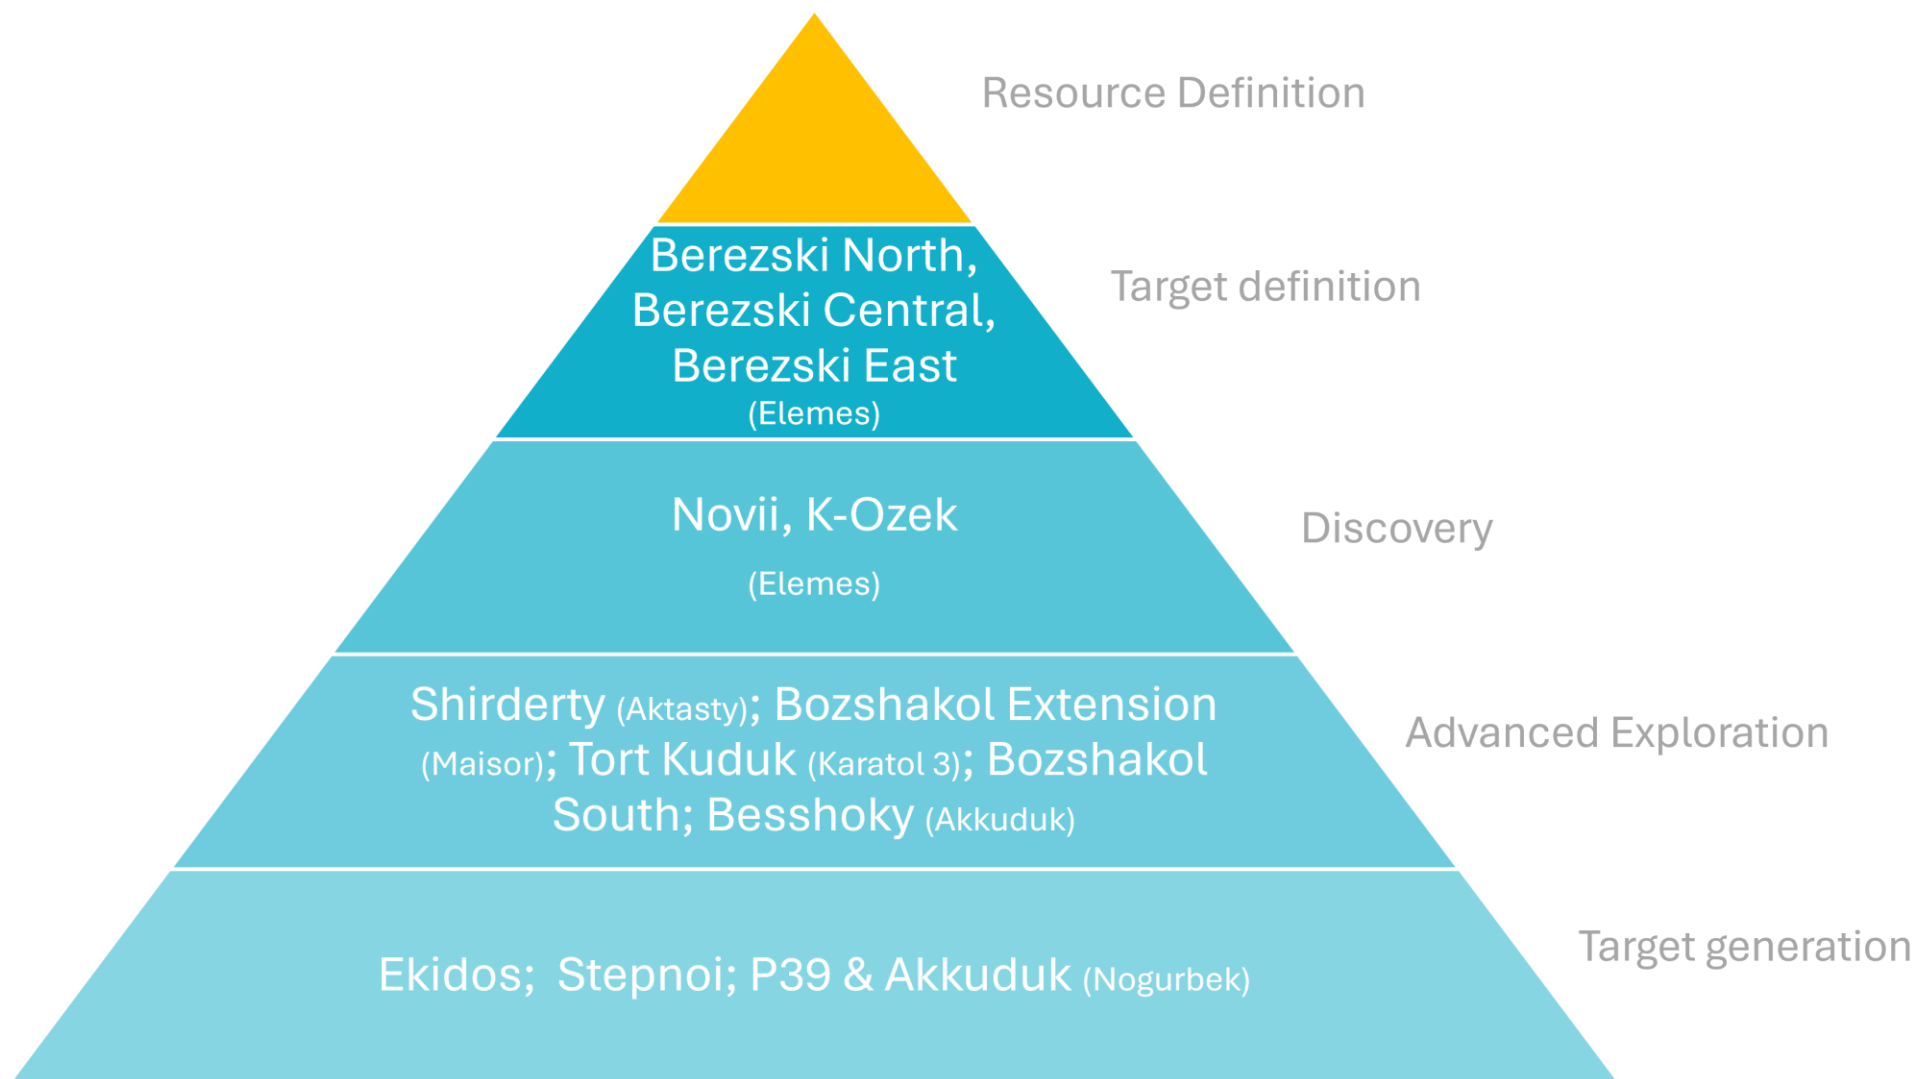 Resource Definition
Berezski North,
Berezski Central,
Berezski East
(Elemes)
Target definition
Novii, K-Ozek
(Elemes)
Discovery
Shirderty (Aktasty); Bozshakol Extension
(Maisor); Tort Kuduk (Karatol 3); Bozshakol
South; Besshoky (Akkuduk)
Advanced Exploration
Ekidos;  Stepnoi; P39 & Akkuduk (Nogurbek)
Target generation